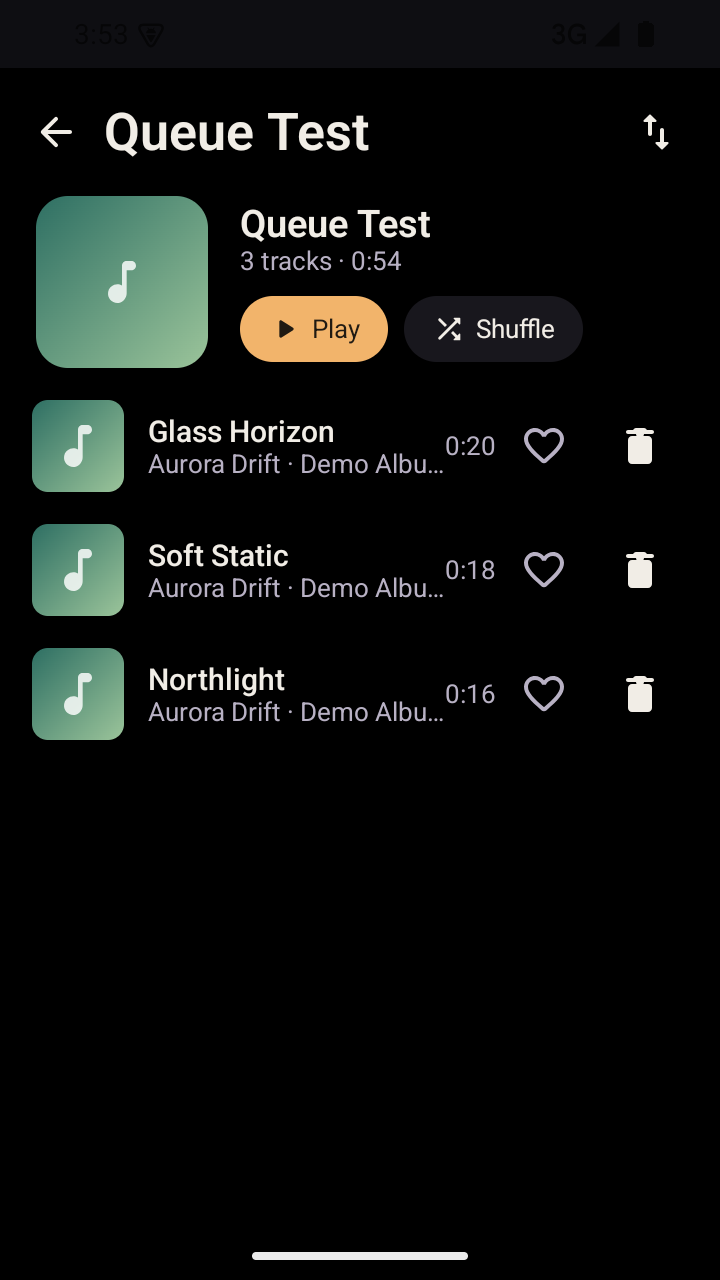 3:53
3G
Queue Test
Queue Test
3 tracks · 0:54
Play
Shuffle
Glass Horizon
Aurora Drift · Demo Albu…
0:20
Soft Static
Aurora Drift · Demo Albu…
0:18
Northlight
Aurora Drift · Demo Albu…
0:16